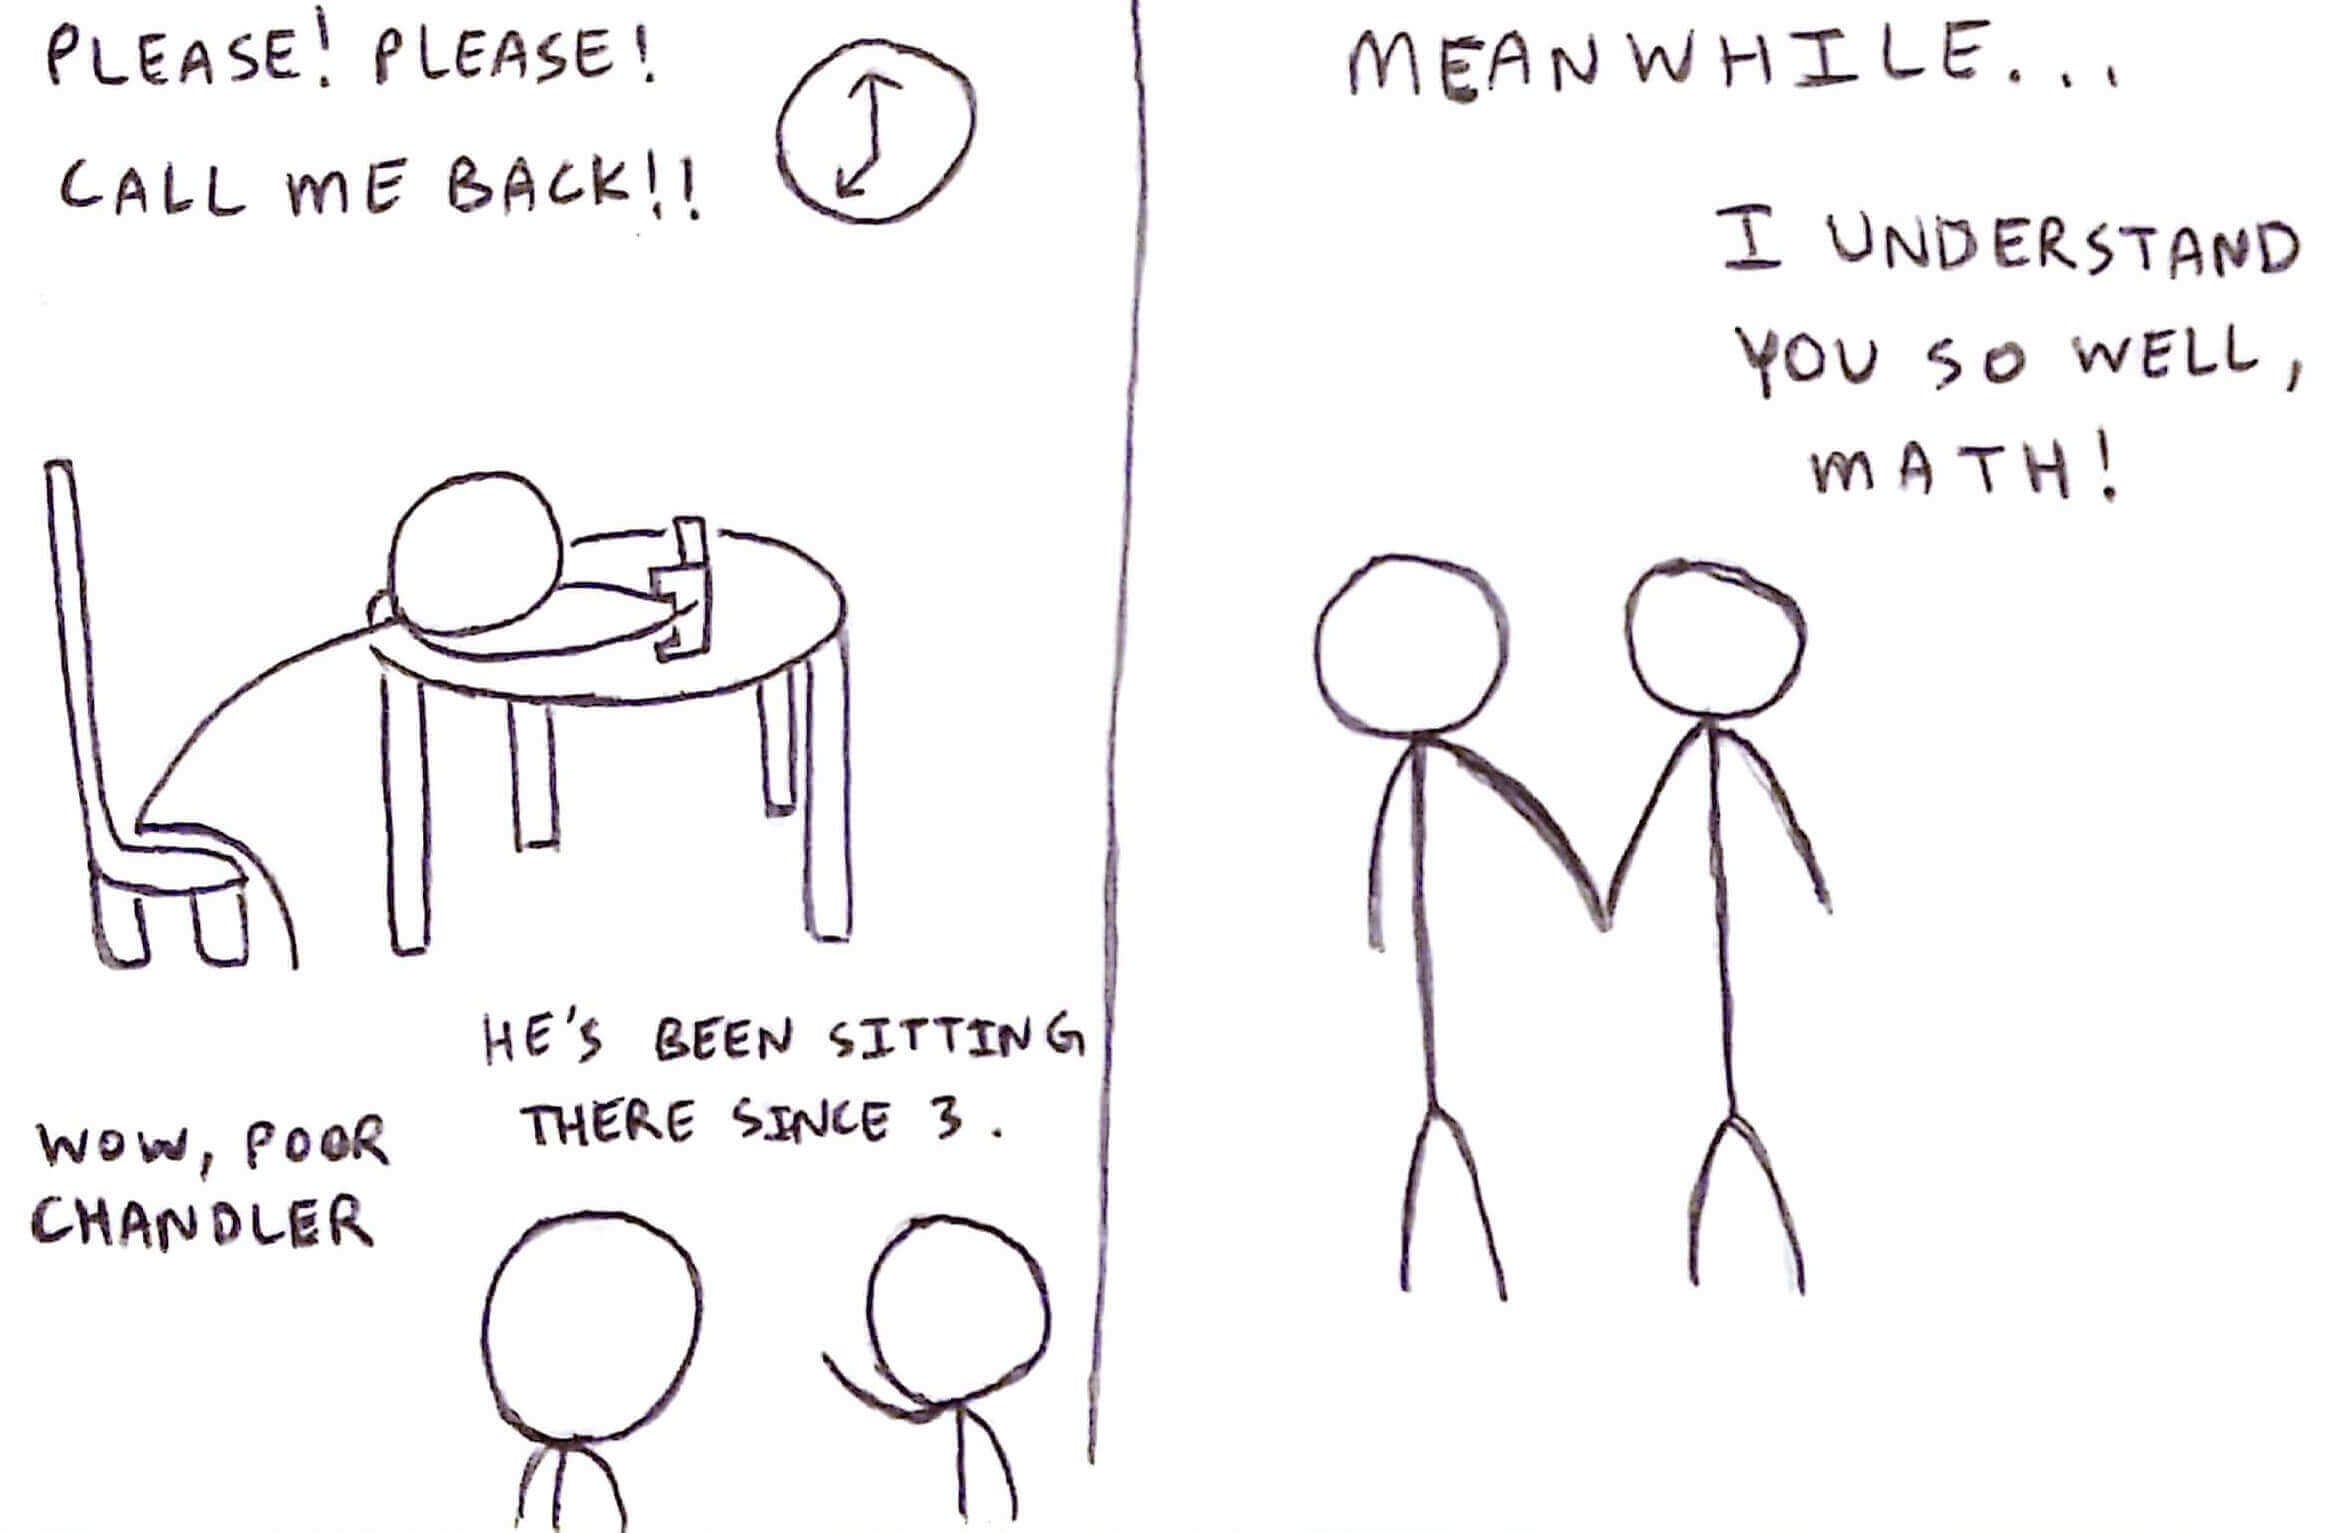 PLEASE! PLEASE!
CALL ME BACK!!
WOW, POOR
CHANDLER
HE'S BEEN SITTING
THERE SINCE 3.
MEANWHILE...
I UNDERSTAND
YOU SO WELL,
MATH!